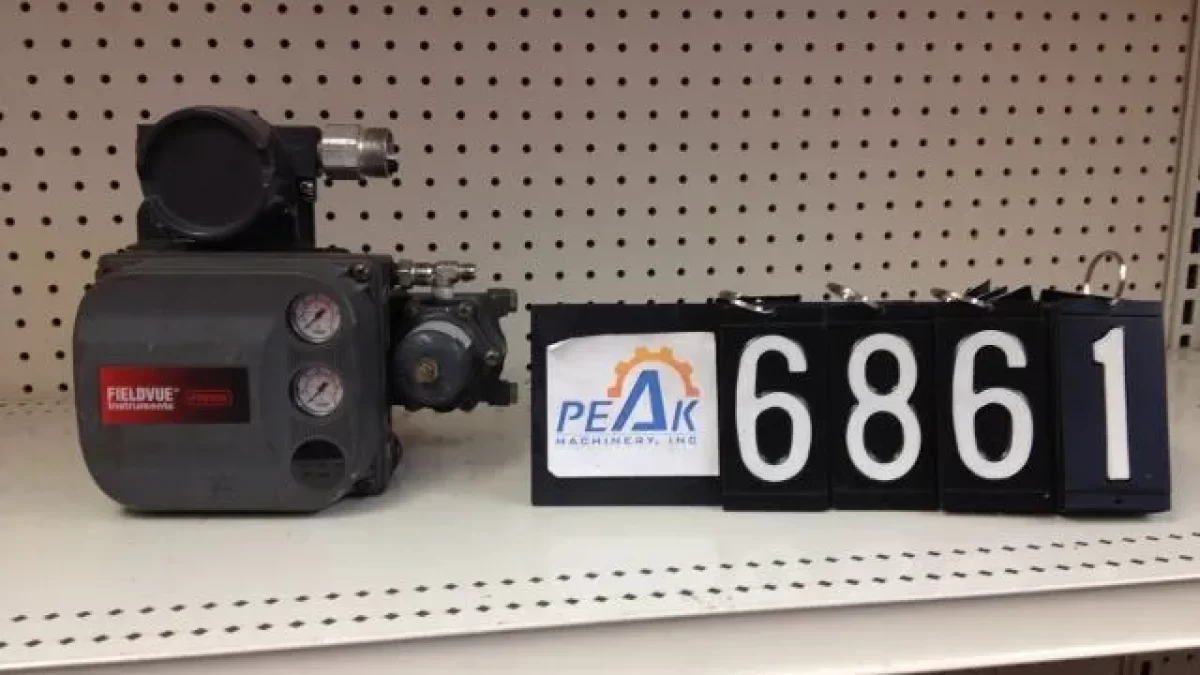 FIELDVUE
Instruments
PEAK
MACHINERY, INC
6861